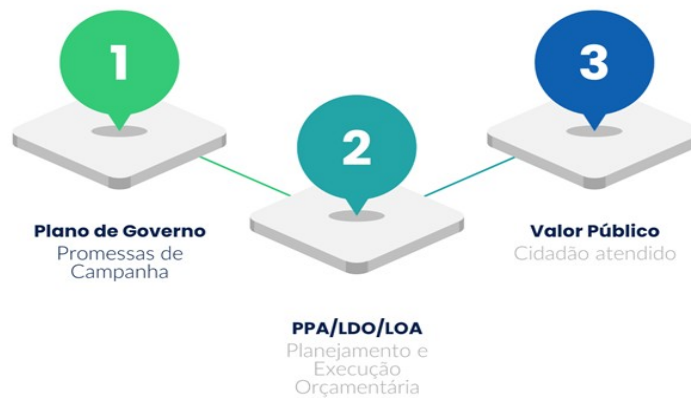 1
Plano de Governo
Promessas de
Campanha
2
PPA/LDO/LOA
Planejamento e
Execução
Orçamentária
3
Valor Público
Cidadão atendido